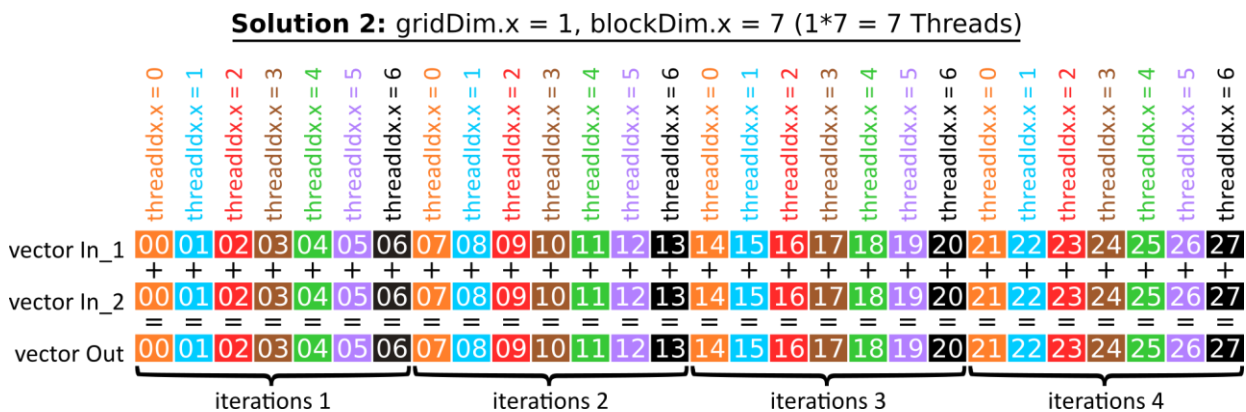 Solution 2: gridDim.x = 1, blockDim.x = 7 (1*7 = 7 Threads)
threadIdx.x = 0 threadIdx.x = 1 threadIdx.x = 2 threadIdx.x = 3 threadIdx.x = 4 threadIdx.x = 5 threadIdx.x = 6 threadIdx.x = 0 threadIdx.x = 1 threadIdx.x = 2 threadIdx.x = 3 threadIdx.x = 4 threadIdx.x = 5 threadIdx.x = 6 threadIdx.x = 0 threadIdx.x = 1 threadIdx.x = 2 threadIdx.x = 3 threadIdx.x = 4 threadIdx.x = 5 threadIdx.x = 6 threadIdx.x = 0 threadIdx.x = 1 threadIdx.x = 2 threadIdx.x = 3 threadIdx.x = 4 threadIdx.x = 5 threadIdx.x = 6
vector In_1 00 01 02 03 04 05 06 07 08 09 10 11 12 13 14 15 16 17 18 19 20 21 22 23 24 25 26 27
+ + + + + + + + + + + + + + + + + + + + + + + + + + + +
vector In_2 00 01 02 03 04 05 06 07 08 09 10 11 12 13 14 15 16 17 18 19 20 21 22 23 24 25 26 27
= = = = = = = = = = = = = = = = = = = = = = = = = = = =
vector Out 00 01 02 03 04 05 06 07 08 09 10 11 12 13 14 15 16 17 18 19 20 21 22 23 24 25 26 27
iterations 1 iterations 2 iterations 3 iterations 4